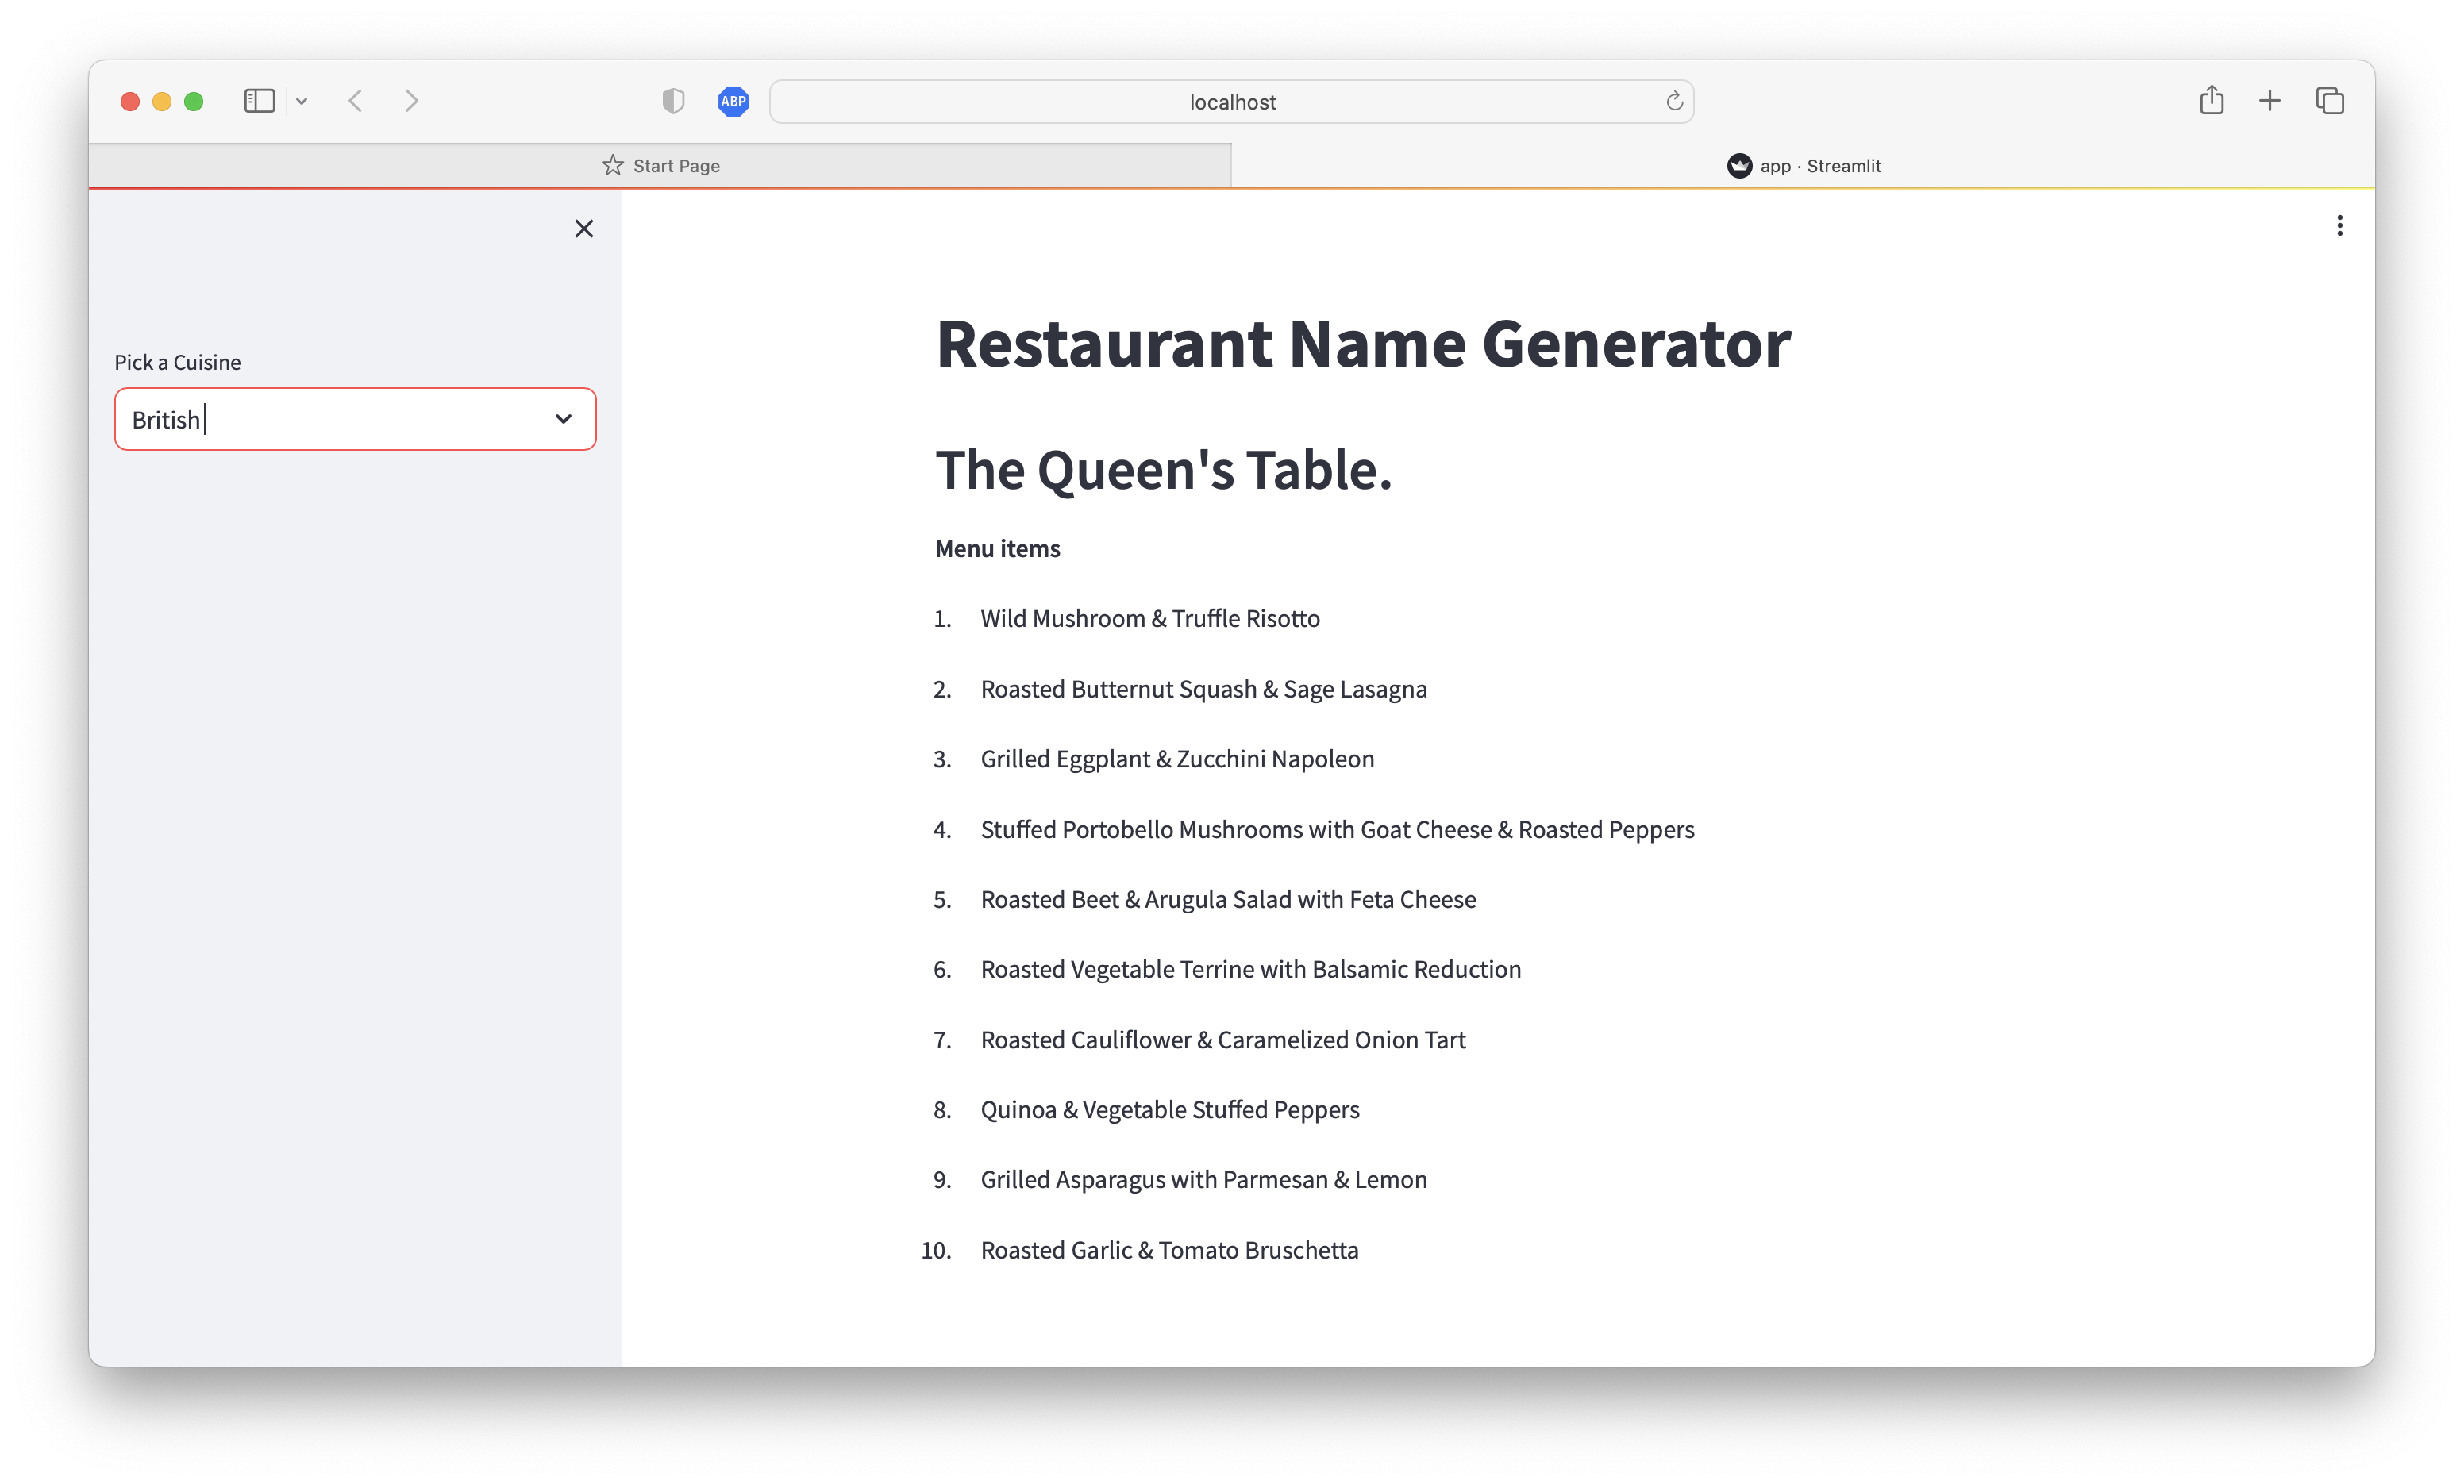 ABP
localhost
Start Page
app · Streamlit
Pick a Cuisine
British
Restaurant Name Generator
The Queen's Table.
Menu items
1. Wild Mushroom & Truffle Risotto
2. Roasted Butternut Squash & Sage Lasagna
3. Grilled Eggplant & Zucchini Napoleon
4. Stuffed Portobello Mushrooms with Goat Cheese & Roasted Peppers
5. Roasted Beet & Arugula Salad with Feta Cheese
6. Roasted Vegetable Terrine with Balsamic Reduction
7. Roasted Cauliflower & Caramelized Onion Tart
8. Quinoa & Vegetable Stuffed Peppers
9. Grilled Asparagus with Parmesan & Lemon
10. Roasted Garlic & Tomato Bruschetta